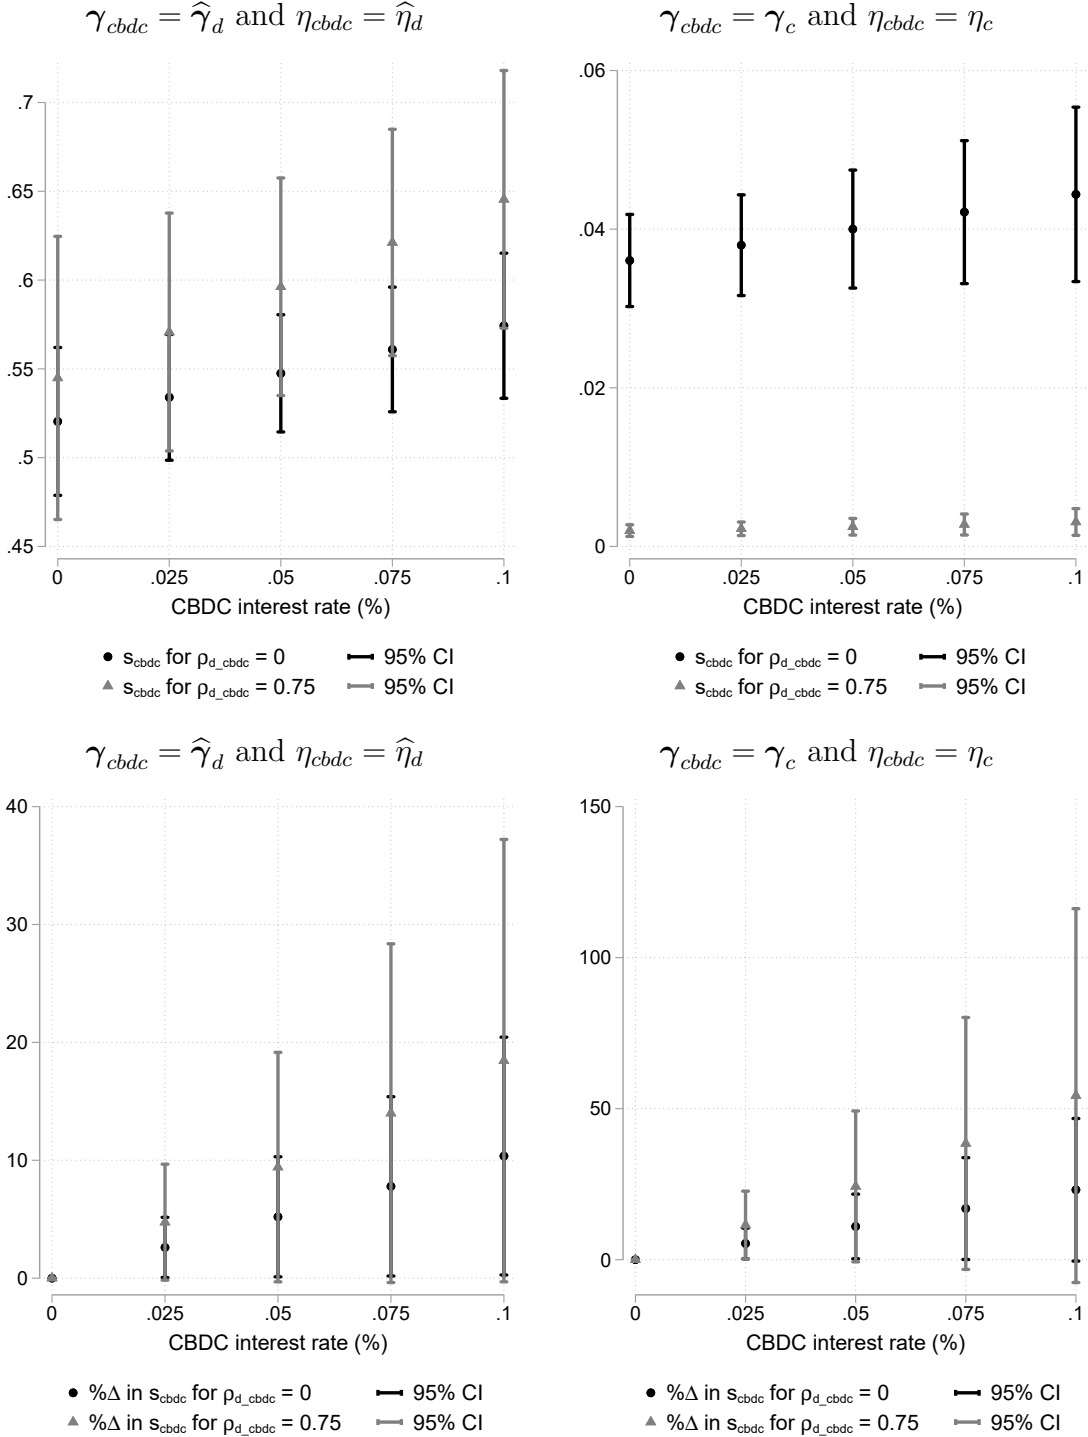 γ_cbdc = γ̂_d and η_cbdc = η̂_d
.7
.65
.6
.55
.5
.45
0 .025 .05 .075 .1
CBDC interest rate (%)
s_cbdc for ρ_d_cbdc = 0 95% CI
s_cbdc for ρ_d_cbdc = 0.75 95% CI
γ_cbdc = γ_c and η_cbdc = η_c
.06
.04
.02
0
0 .025 .05 .075 .1
CBDC interest rate (%)
s_cbdc for ρ_d_cbdc = 0 95% CI
s_cbdc for ρ_d_cbdc = 0.75 95% CI
γ_cbdc = γ̂_d and η_cbdc = η̂_d
40
30
20
10
0
0 .025 .05 .075 .1
CBDC interest rate (%)
%Δ in s_cbdc for ρ_d_cbdc = 0 95% CI
%Δ in s_cbdc for ρ_d_cbdc = 0.75 95% CI
γ_cbdc = γ_c and η_cbdc = η_c
150
100
50
0
0 .025 .05 .075 .1
CBDC interest rate (%)
%Δ in s_cbdc for ρ_d_cbdc = 0 95% CI
%Δ in s_cbdc for ρ_d_cbdc = 0.75 95% CI